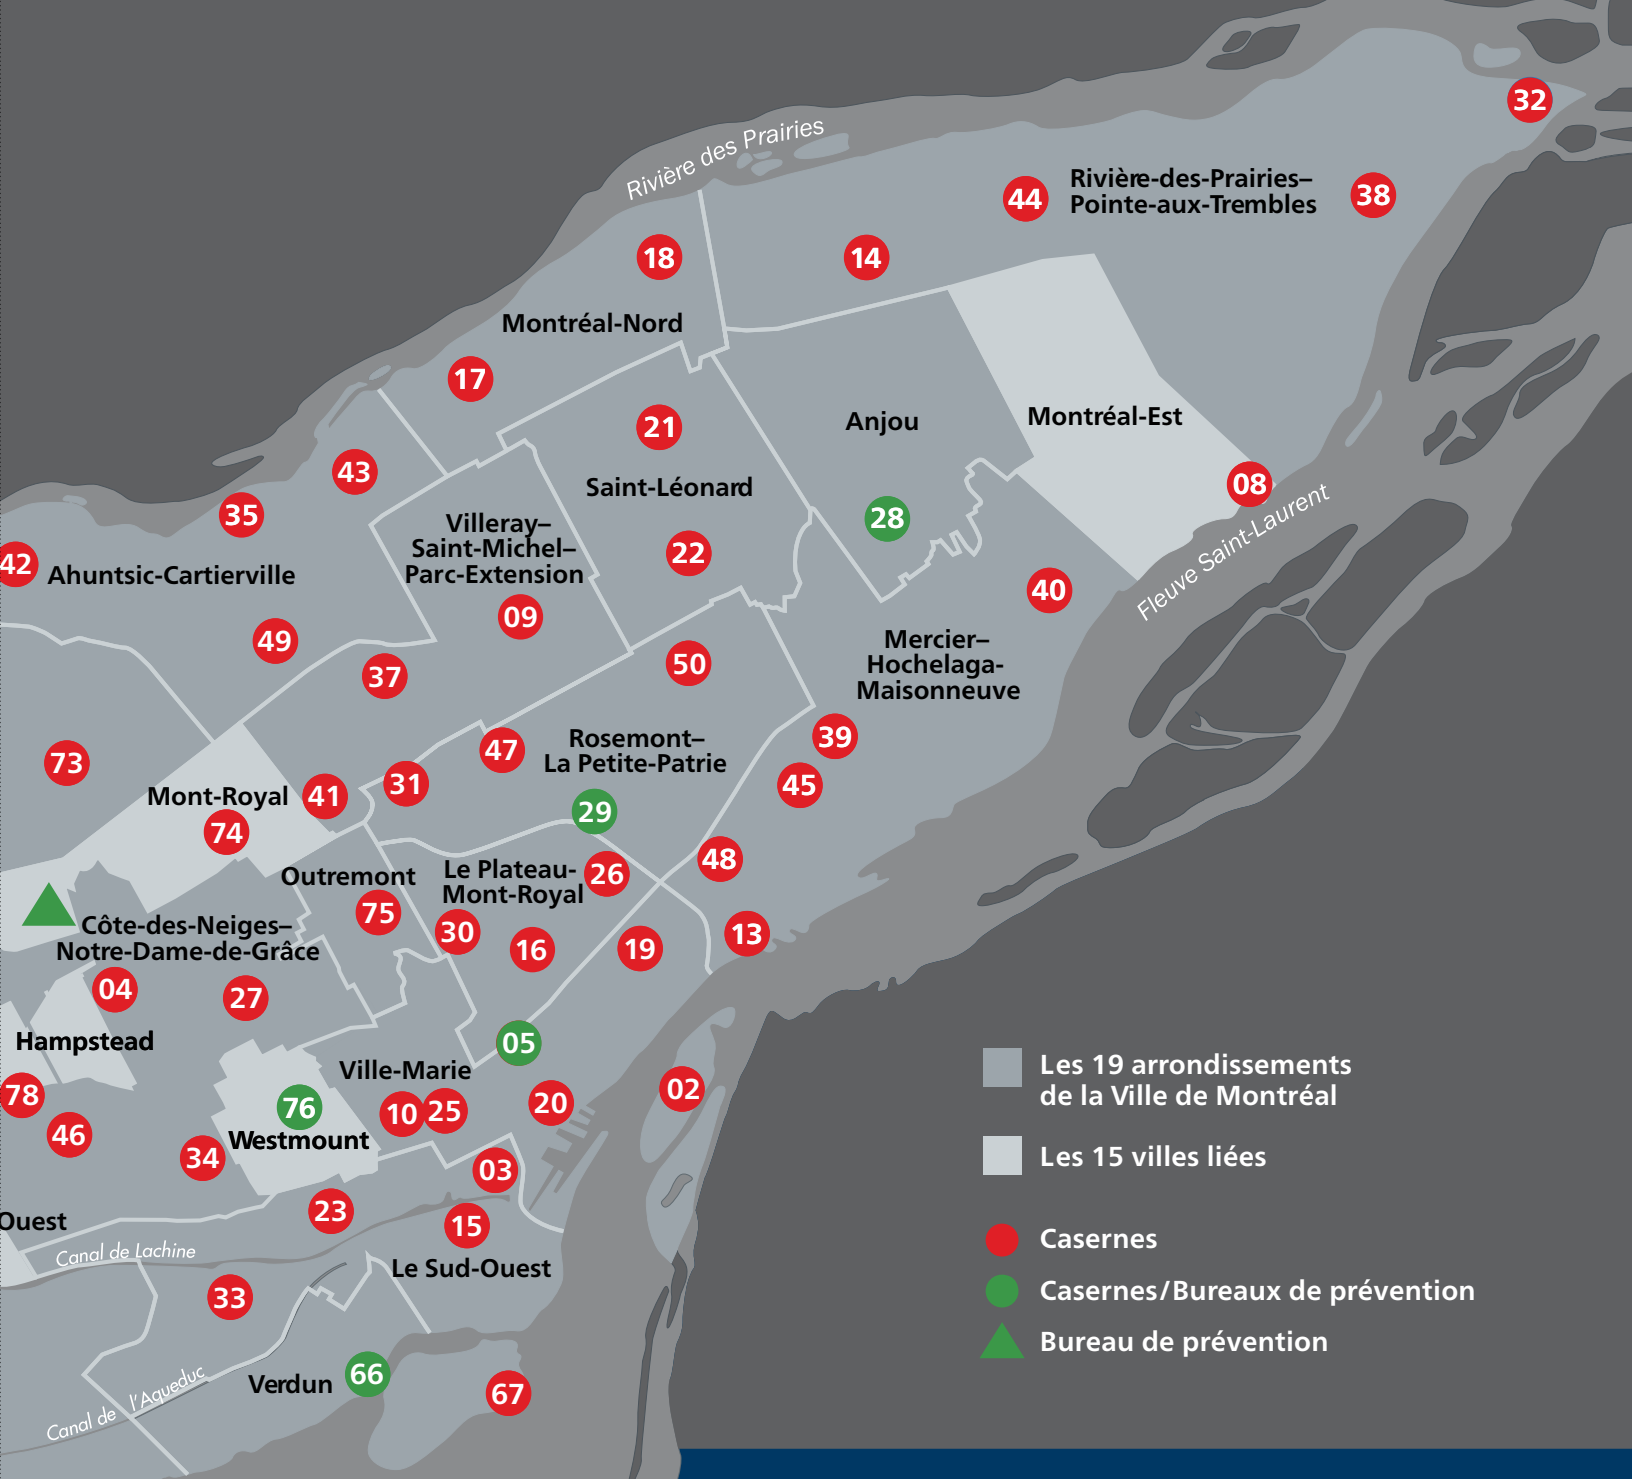 32
Rivière des Prairies
44
Rivière-des-Prairies–
Pointe-aux-Trembles
38
18
14
Montréal-Nord
17
21
Anjou
Montréal-Est
43
Saint-Léonard
08
35
28
Villeray–
Saint-Michel–
Parc-Extension
22
Fleuve Saint-Laurent
42
Ahuntsic-Cartierville
40
09
49
Mercier–
Hochelaga-
Maisonneuve
37
50
39
47
Rosemont–
La Petite-Patrie
73
31
45
Mont-Royal
41
29
74
48
Outremont
Le Plateau-
Mont-Royal
26
75
Côte-des-Neiges–
Notre-Dame-de-Grâce
30
16
19
13
04
27
Hampstead
05
Ville-Marie
78
76
10
25
20
02
46
Westmount
34
03
23
15
Ouest
Canal de Lachine
Le Sud-Ouest
33
Verdun
66
67
Canal de l'Aqueduc
Les 19 arrondissements
de la Ville de Montréal
Les 15 villes liées
Casernes
Casernes/Bureaux de prévention
Bureau de prévention